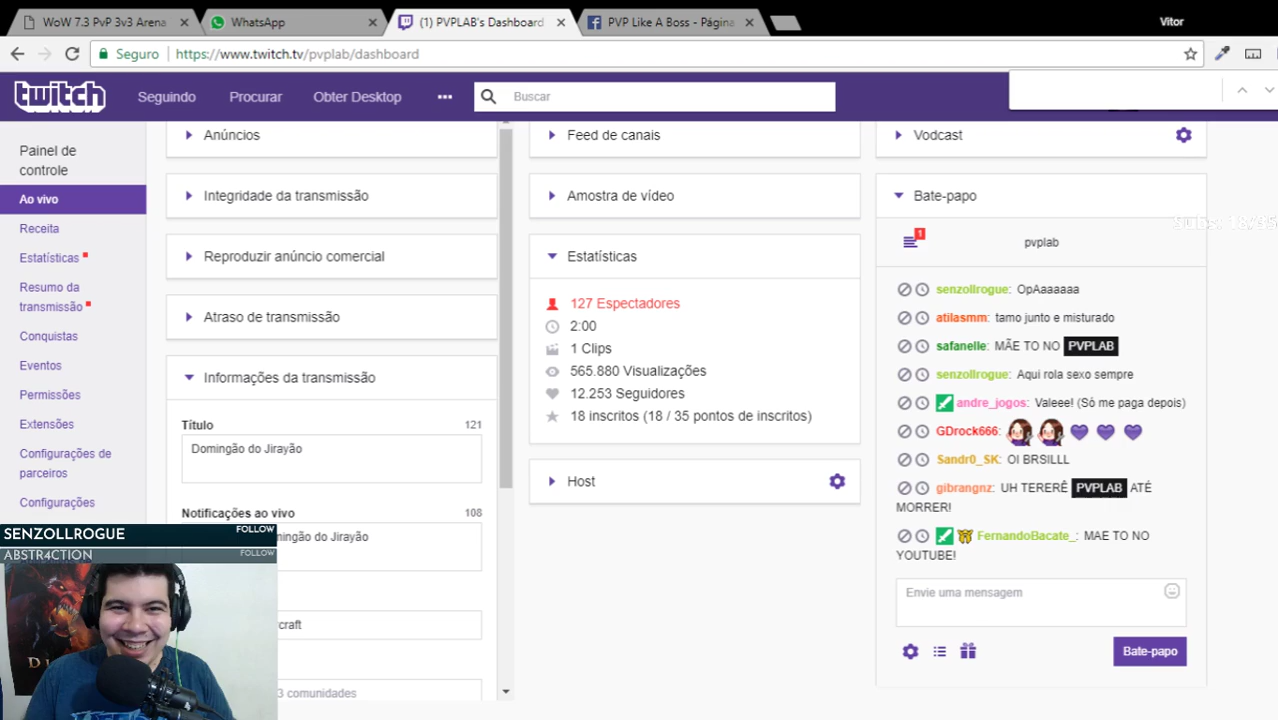 WoW 7.3 PvP 3v3 Arena
WhatsApp
(1) PVPLAB's Dashboard
PVP Like A Boss - Página
Vitor
Seguro
https://www.twitch.tv/pvplab/dashboard
twitch
Seguindo
Procurar
Obter Desktop
Buscar
Painel de
controle
Ao vivo
Receita
Estatísticas
Resumo da
transmissão
Conquistas
Eventos
Permissões
Extensões
Configurações de
parceiros
Configurações
Anúncios
Integridade da transmissão
Reproduzir anúncio comercial
Atraso de transmissão
Informações da transmissão
Título 121
Domingão do Jirayão
Notificações ao vivo 108
mingão do Jirayão
craft
3 comunidades
Feed de canais
Amostra de vídeo
Estatísticas
127 Espectadores
2:00
1 Clips
565.880 Visualizações
12.253 Seguidores
18 inscritos (18 / 35 pontos de inscritos)
Host
Vodcast
Bate-papo
Subs: 18/95
1
pvplab
senzollrogue: OpAaaaaaa
atilasmm: tamo junto e misturado
safanelle: MÃE TO NO PVPLAB
senzollrogue: Aqui rola sexo sempre
andre_jogos: Valeee! (Só me paga depois)
GDrock666:
Sandr0_SK: OI BRSILLL
gibrangnz: UH TERERÊ PVPLAB ATÉ
MORRER!
FernandoBacate_: MAE TO NO
YOUTUBE!
Envie uma mensagem
Bate-papo
SENZOLLROGUE FOLLOW
ABSTR4CTION FOLLOW